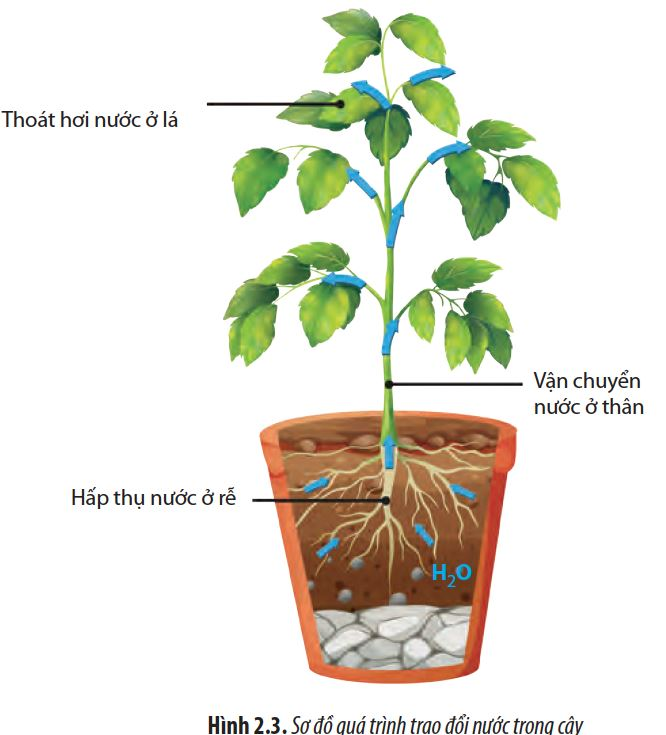 Thoát hơi nước ở lá
Vận chuyển
nước ở thân
Hấp thụ nước ở rễ
H₂O
Hình 2.3. Sơ đồ quá trình trao đổi nước trong cây